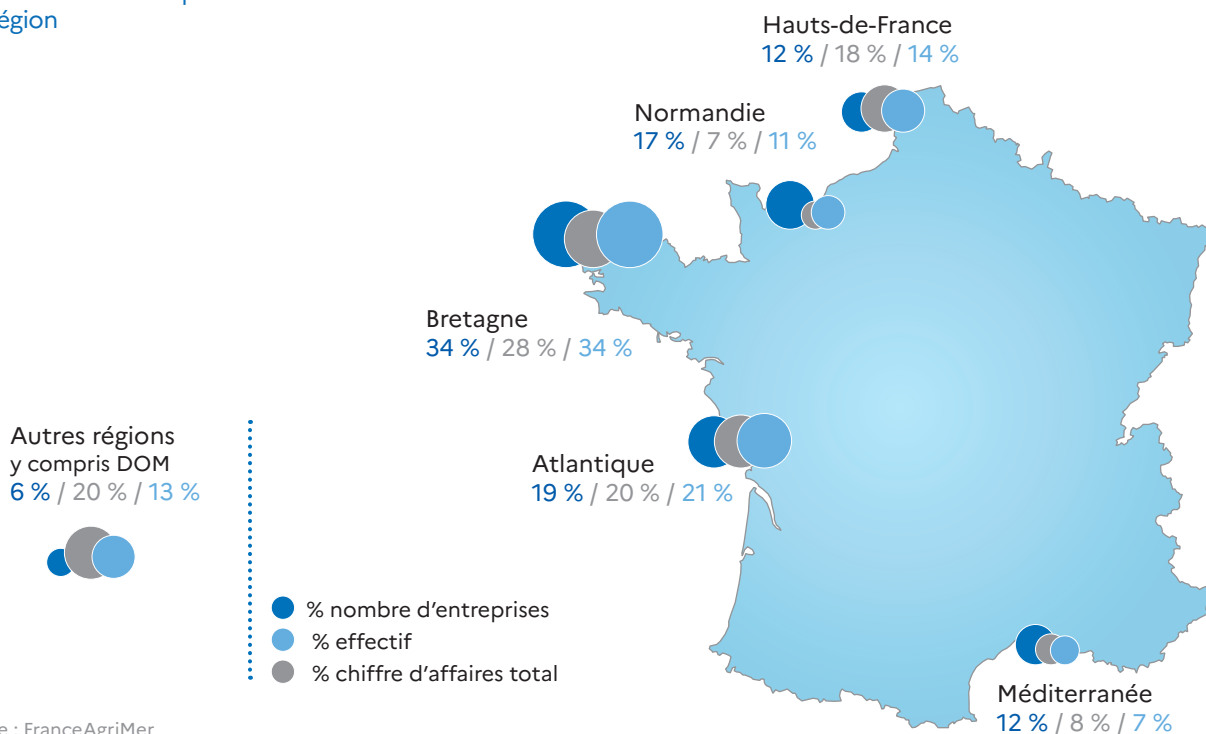 région
Hauts-de-France
12 % / 18 % / 14 %
Normandie
17 % / 7 % / 11 %
Bretagne
34 % / 28 % / 34 %
Autres régions
y compris DOM
6 % / 20 % / 13 %
Atlantique
19 % / 20 % / 21 %
% nombre d’entreprises
% effectif
% chiffre d’affaires total
Méditerranée
12 % / 8 % / 7 %
: FranceAgriMer